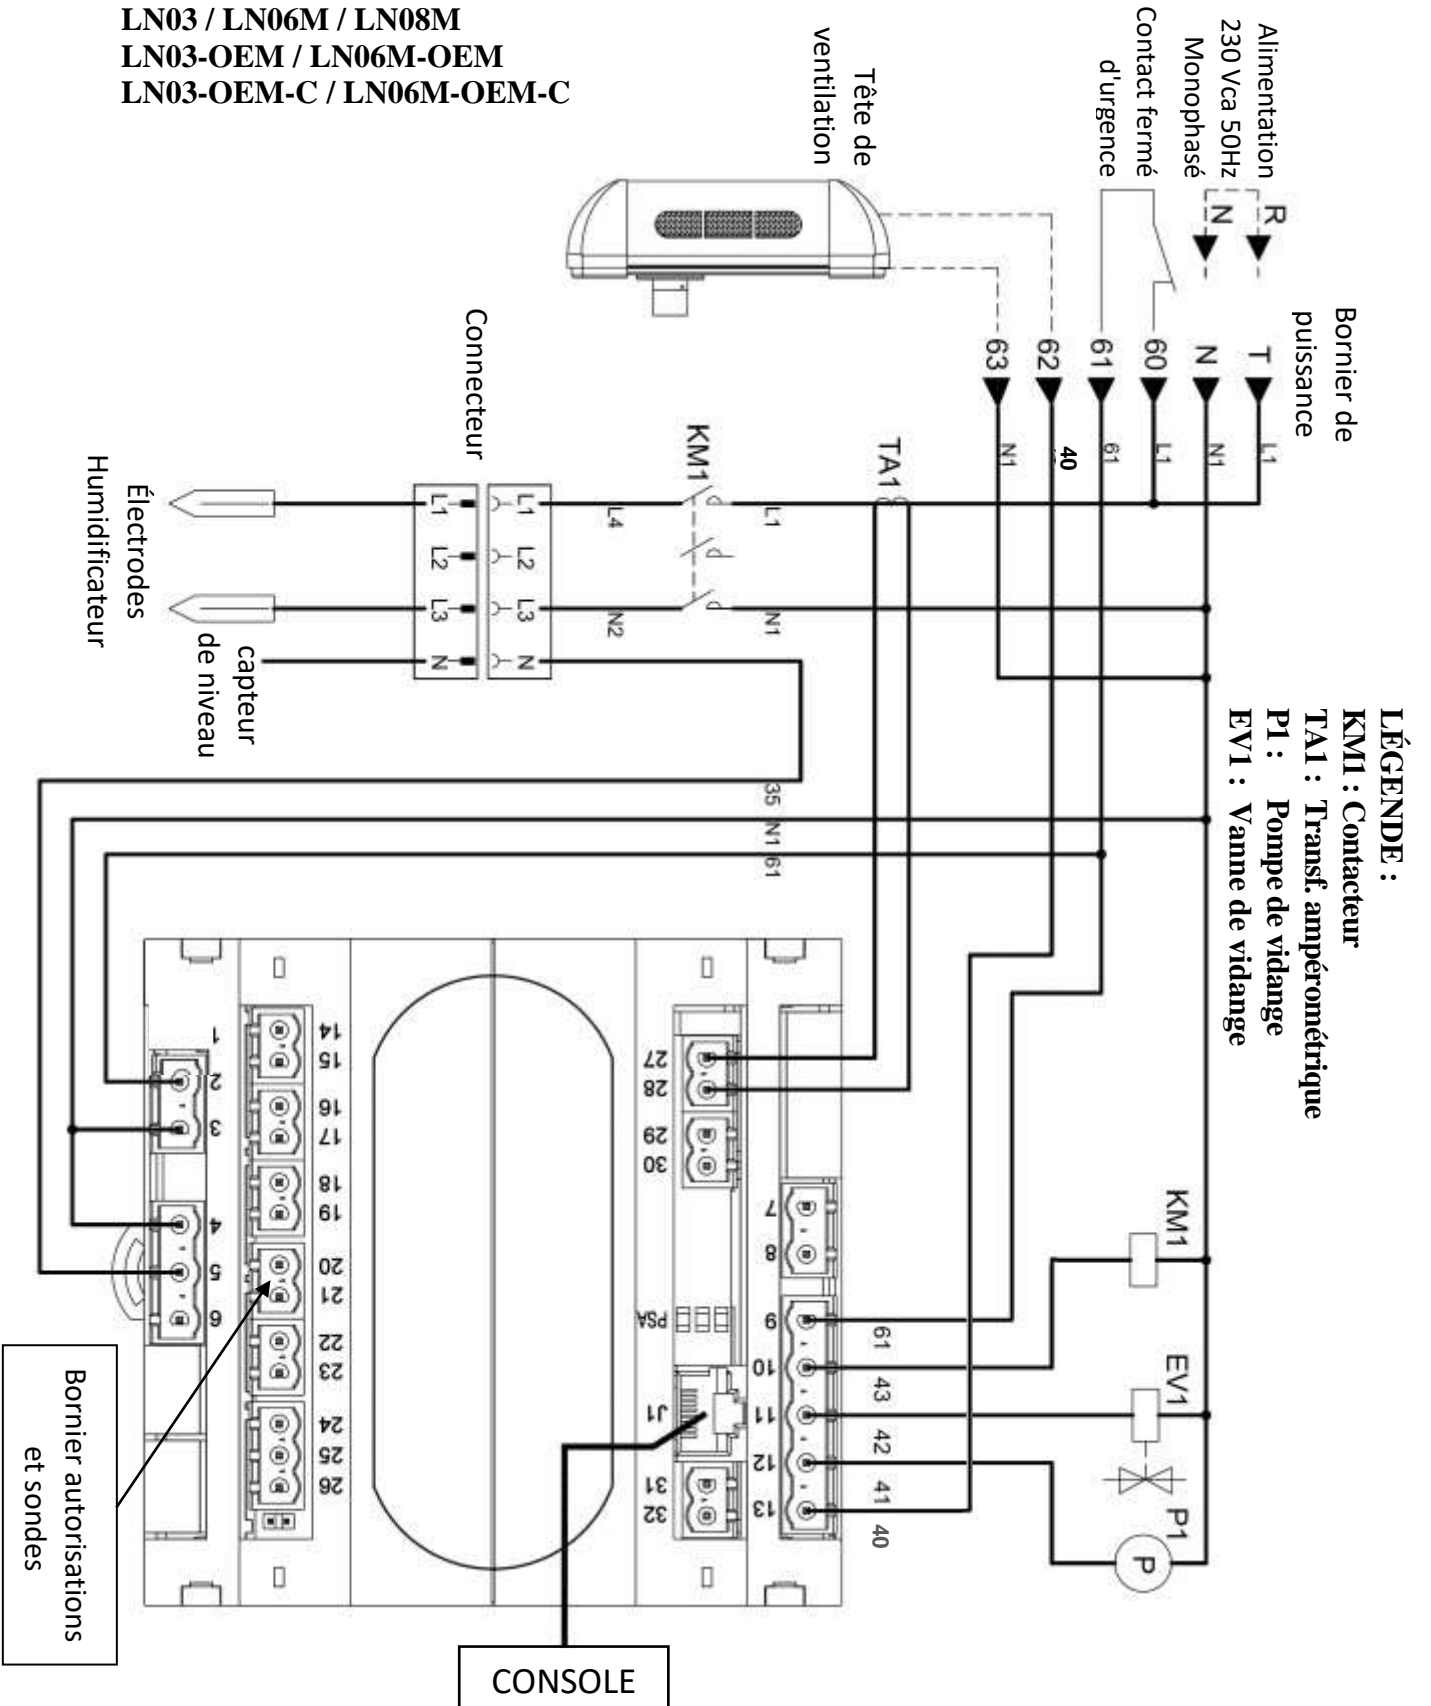 LN03 / LN06M / LN08M
LN03-OEM / LN06M-OEM
LN03-OEM-C / LN06M-OEM-C
Alimentation
230 Vca 50Hz
Monophasé
Contact fermé
d'urgence
Tête de
ventilation
R
N
Bornier de
puissance
T
N
60
61
62
63
L1
N1
L1
61
40
N1
TA1
KM1
L1
N1
L4
N2
Connecteur
L1
L2
L3
N
L1
L2
L3
N
Électrodes
Humidificateur
capteur
de niveau
LÉGENDE :
KM1 : Contacteur
TA1 : Transf. ampérométrique
P1 : Pompe de vidange
EV1 : Vanne de vidange
35
N1
61
KM1
EV1
P1
P
61
43
42
41
40
7
8
9
10
11
12
13
27
28
29
30
PSA
J1
31
32
14
15
16
17
18
19
20
21
22
23
24
25
26
1
2
3
4
5
6
Bornier autorisations
et sondes
CONSOLE